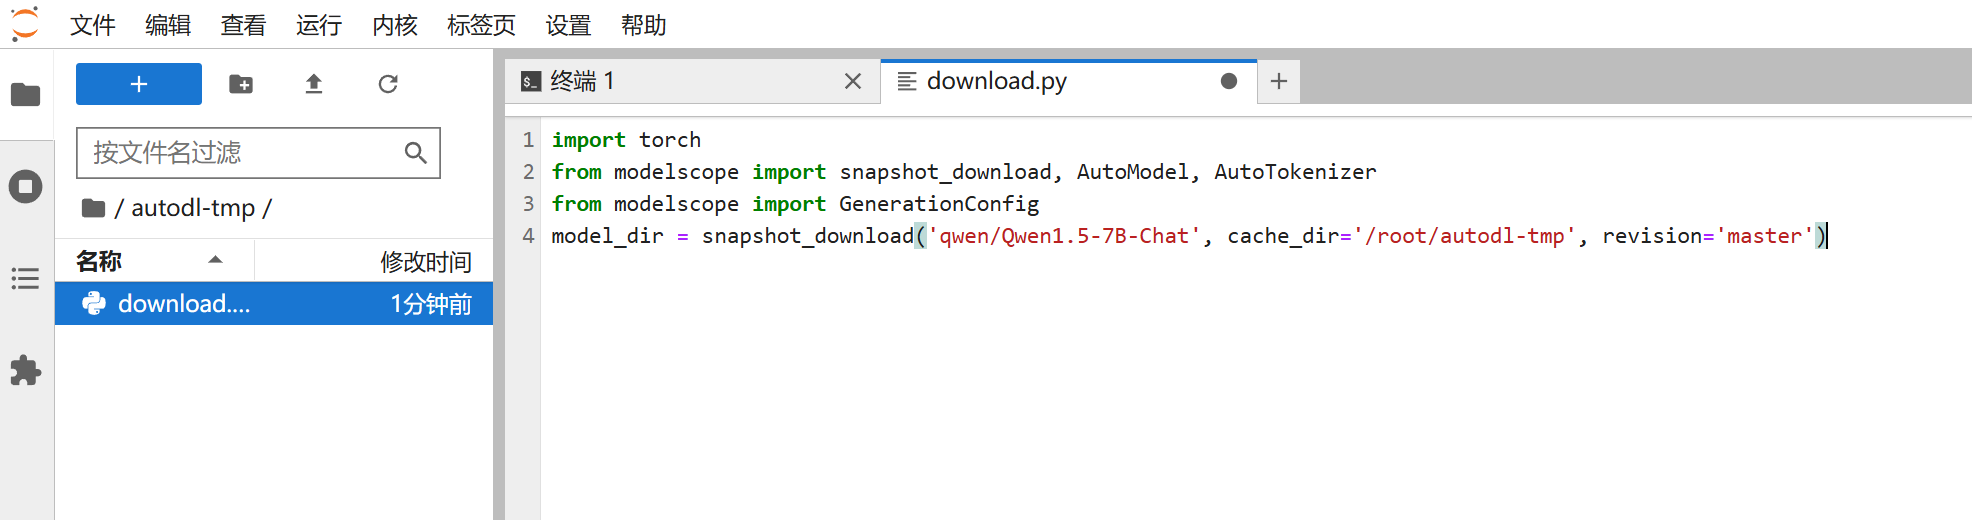 文件 编辑 查看 运行 内核 标签页 设置 帮助
终端 1
download.py
按文件名过滤
/ autodl-tmp /
名称 修改时间
download.... 1分钟前
1 import torch
2 from modelscope import snapshot_download, AutoModel, AutoTokenizer
3 from modelscope import GenerationConfig
4 model_dir = snapshot_download('qwen/Qwen1.5-7B-Chat', cache_dir='/root/autodl-tmp', revision='master')